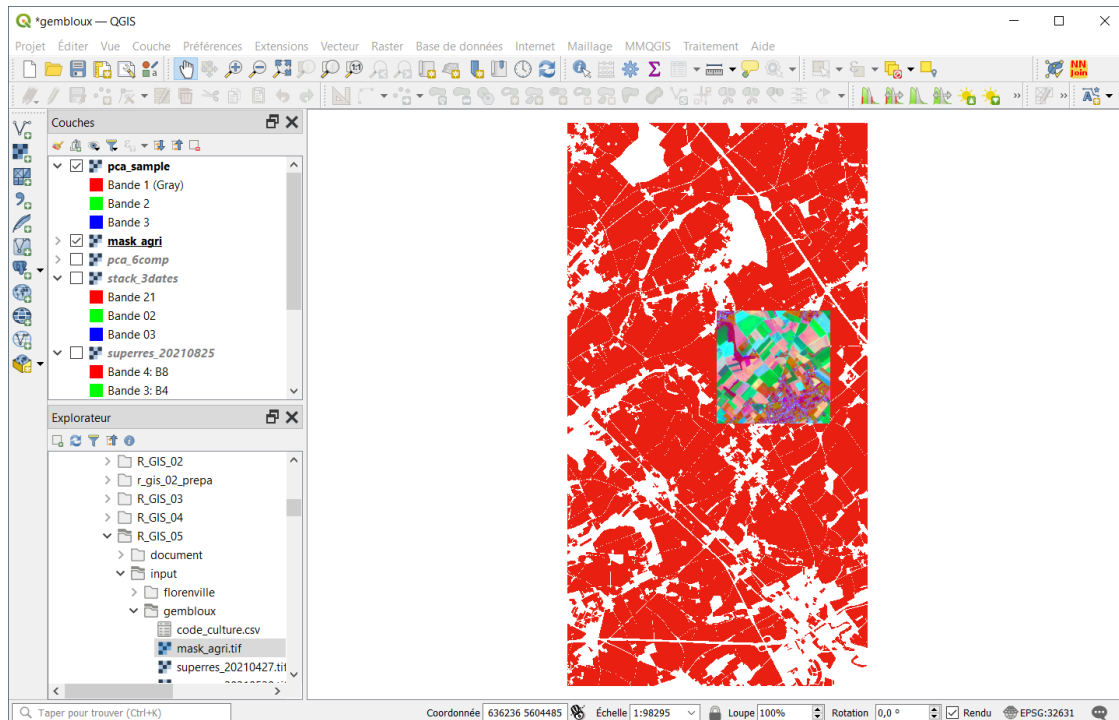 *gembloux — QGIS
Projet Éditer Vue Couche Préférences Extensions Vecteur Raster Base de données Internet Maillage MMQGIS Traitement Aide
NN
Join
Couches
pca_sample
Bande 1 (Gray)
Bande 2
Bande 3
mask_agri
pca_6comp
stack_3dates
Bande 21
Bande 02
Bande 03
superres_20210825
Bande 4: B8
Bande 3: B4
Explorateur
R_GIS_02
r_gis_02_prepa
R_GIS_03
R_GIS_04
R_GIS_05
document
input
florenville
gembloux
code_culture.csv
mask_agri.tif
superres_20210427.tif
Taper pour trouver (Ctrl+K)
Coordonnée 636236 5604485 Échelle 1:98295 Loupe 100% Rotation 0,0 ° Rendu EPSG:32631